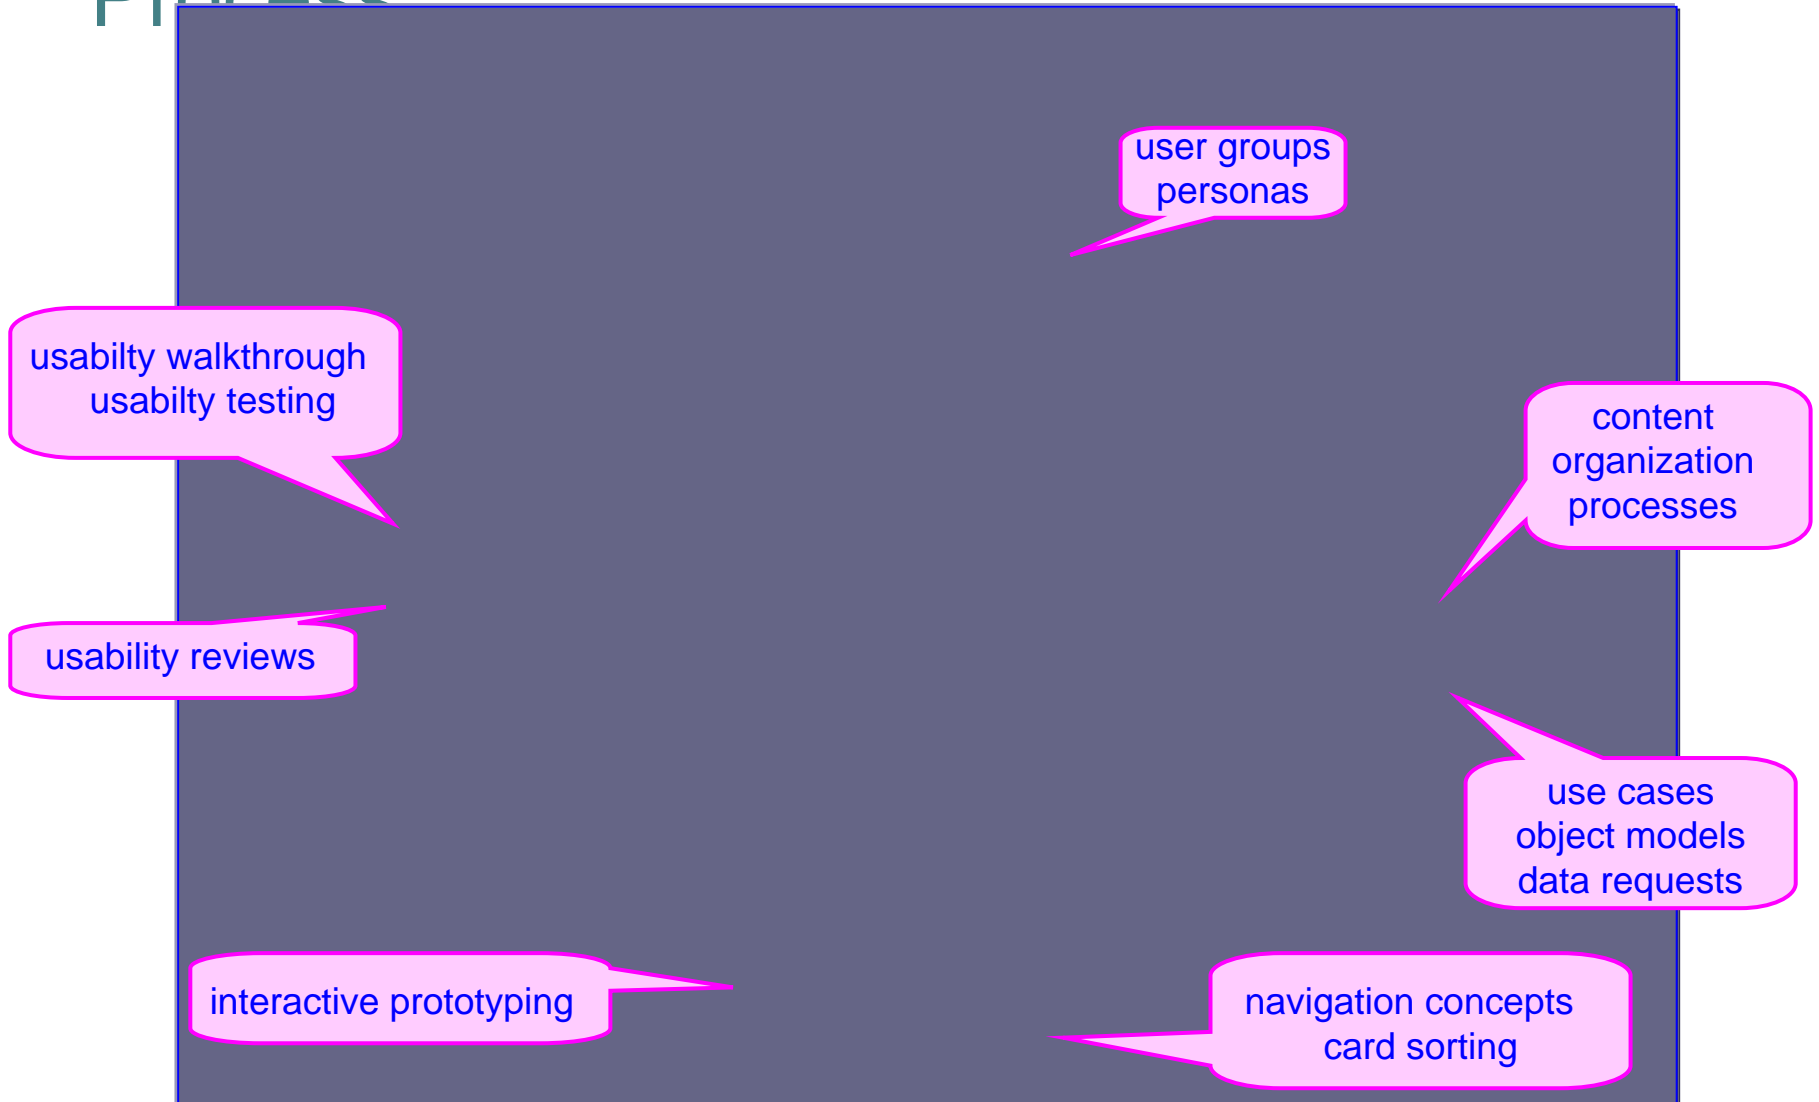 Process
user groups
personas
usabilty walkthrough
usabilty testing
content
organization
processes
usability reviews
use cases
object models
data requests
interactive prototyping
navigation concepts
card sorting